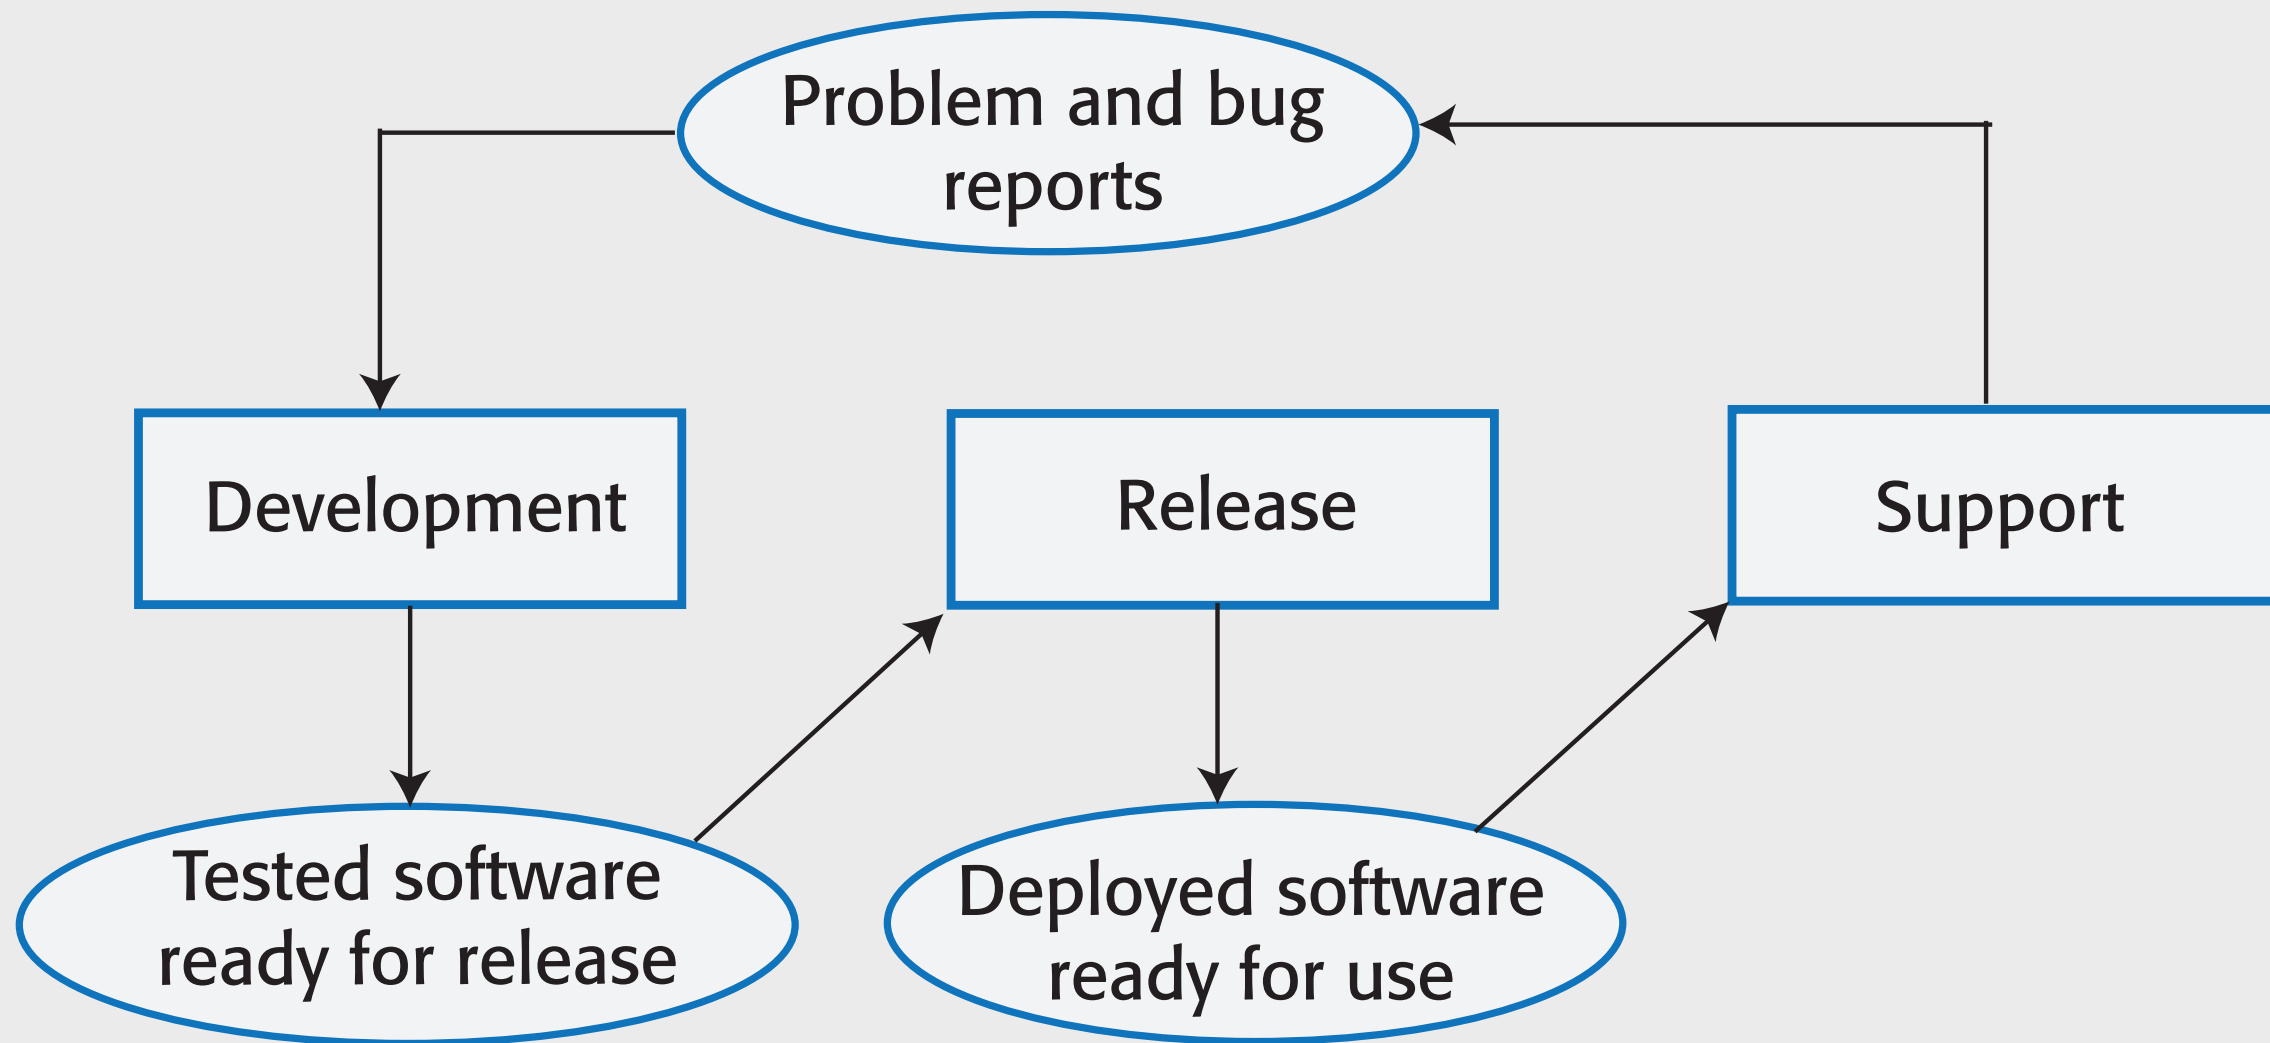 Problem and bug
reports
Development
Release
Support
Tested software
ready for release
Deployed software
ready for use